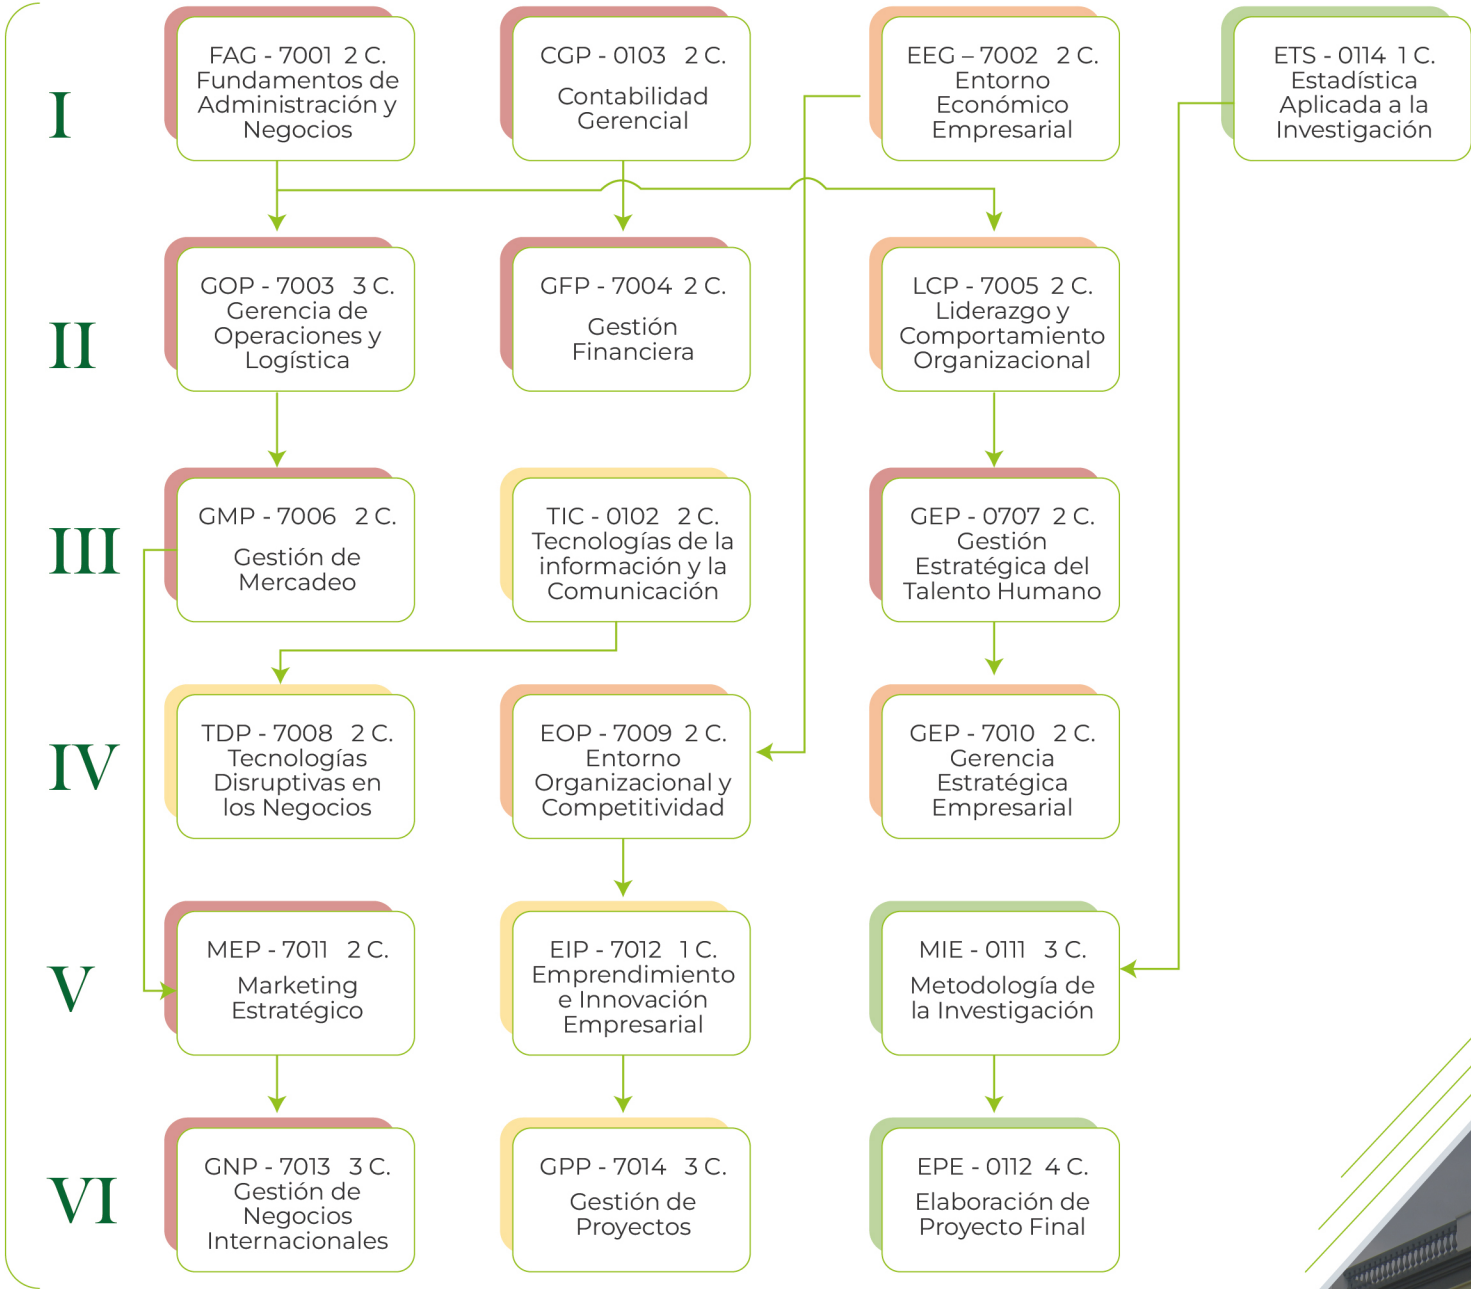 I
FAG - 7001 2 C.
Fundamentos de
Administración y
Negocios
CGP - 0103 2 C.
Contabilidad
Gerencial
EEG – 7002 2 C.
Entorno
Económico
Empresarial
ETS - 0114 1 C.
Estadística
Aplicada a la
Investigación
II
GOP - 7003 3 C.
Gerencia de
Operaciones y
Logística
GFP - 7004 2 C.
Gestión
Financiera
LCP - 7005 2 C.
Liderazgo y
Comportamiento
Organizacional
III
GMP - 7006 2 C.
Gestión de
Mercadeo
TIC - 0102 2 C.
Tecnologías de la
información y la
Comunicación
GEP - 0707 2 C.
Gestión
Estratégica del
Talento Humano
IV
TDP - 7008 2 C.
Tecnologías
Disruptivas en
los Negocios
EOP - 7009 2 C.
Entorno
Organizacional y
Competitividad
GEP - 7010 2 C.
Gerencia
Estratégica
Empresarial
V
MEP - 7011 2 C.
Marketing
Estratégico
EIP - 7012 1 C.
Emprendimiento
e Innovación
Empresarial
MIE - 0111 3 C.
Metodología de
la Investigación
VI
GNP - 7013 3 C.
Gestión de
Negocios
Internacionales
GPP - 7014 3 C.
Gestión de
Proyectos
EPE - 0112 4 C.
Elaboración de
Proyecto Final